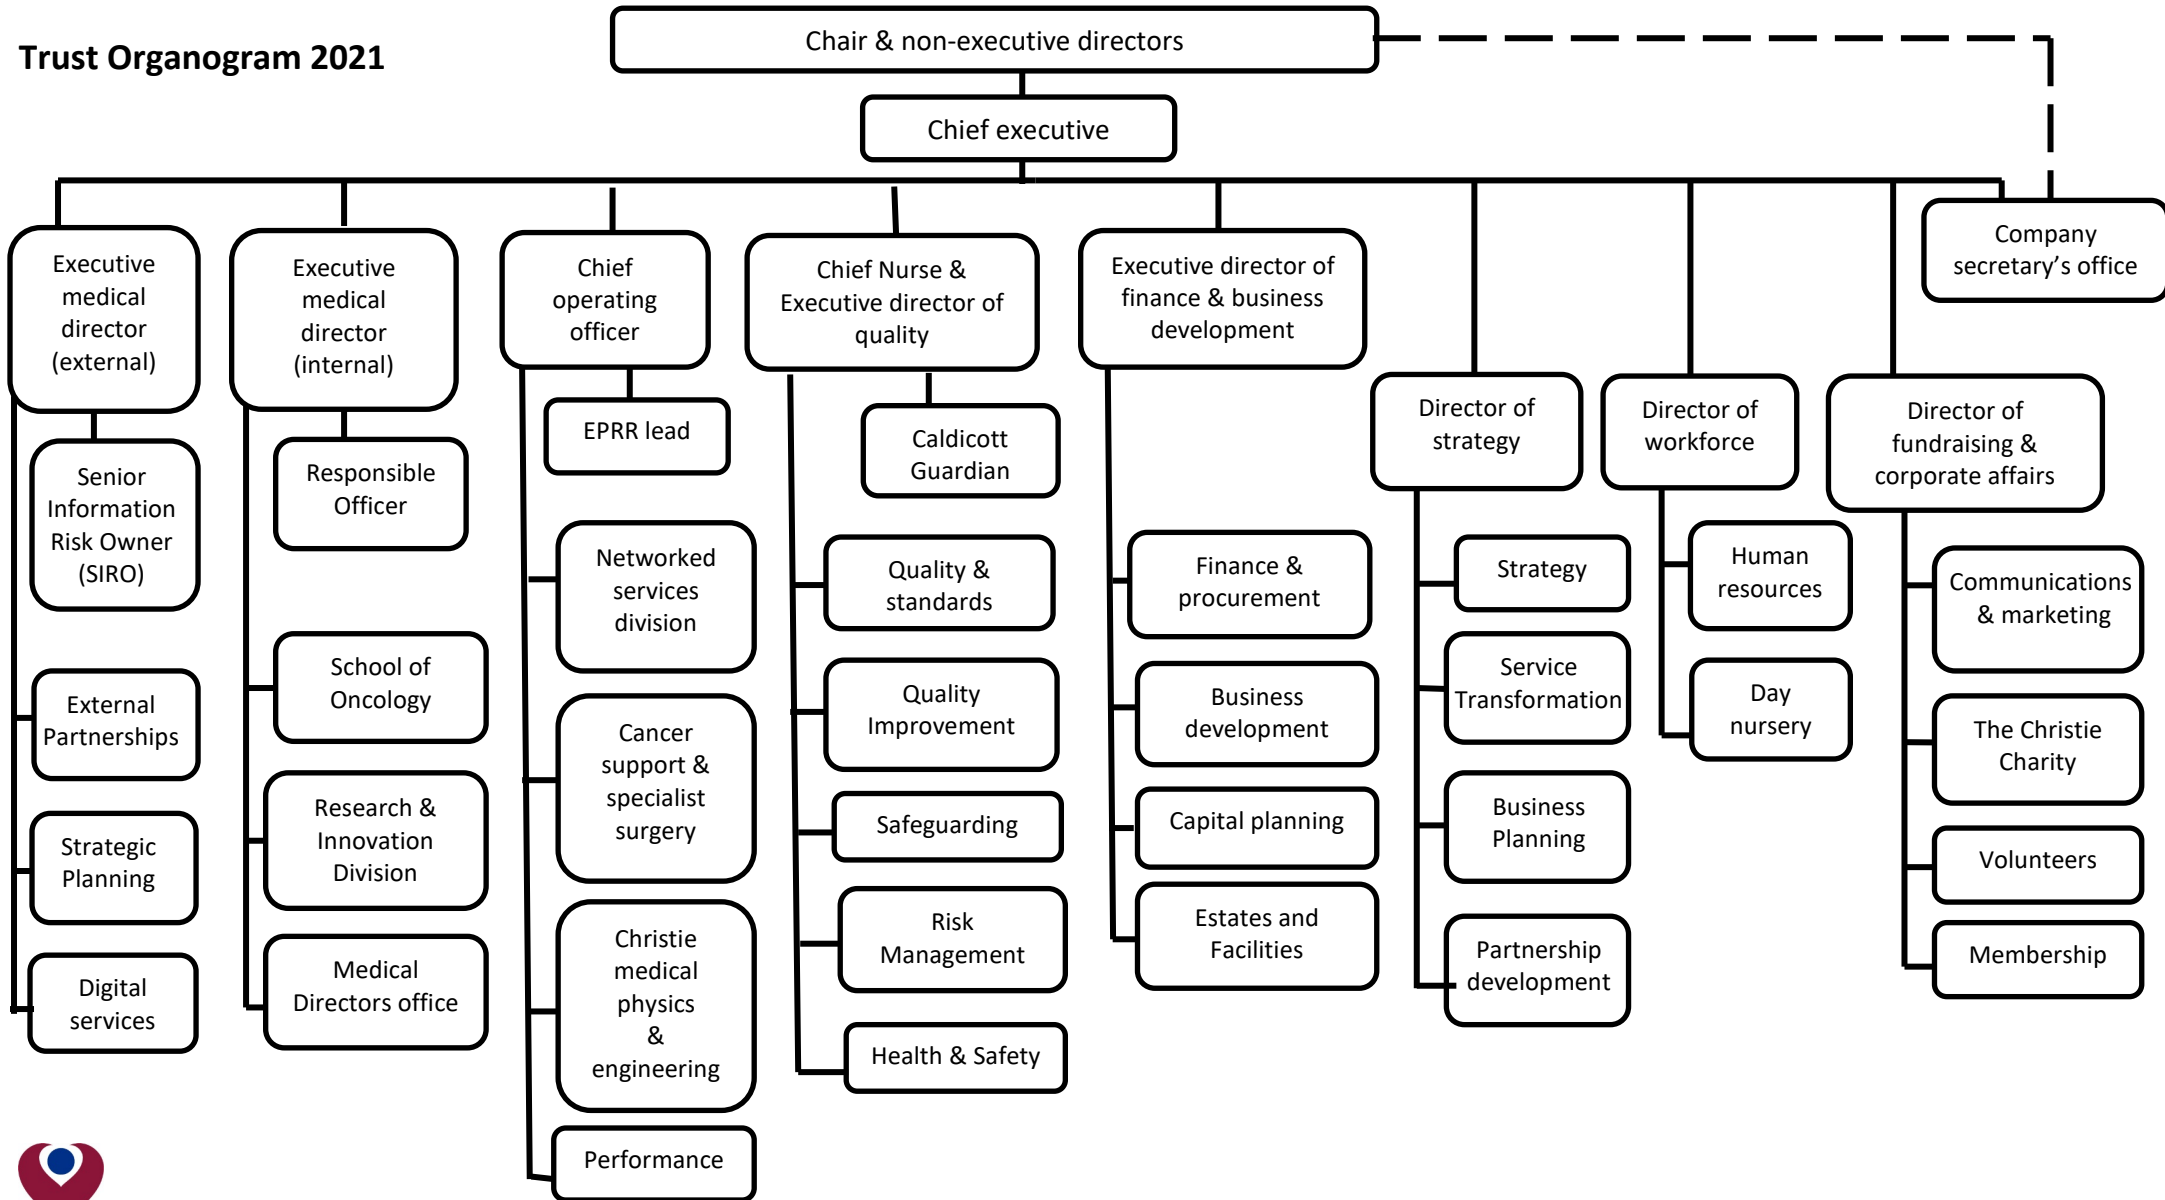 Trust Organogram 2021
Chair & non-executive directors
Chief executive
Company
secretary’s office
Executive
medical
director
(external)
Senior
Information
Risk Owner
(SIRO)
External
Partnerships
Strategic
Planning
Digital
services
Executive
medical
director
(internal)
Responsible
Officer
School of
Oncology
Research &
Innovation
Division
Medical
Directors office
Chief
operating
officer
EPRR lead
Networked
services
division
Cancer
support &
specialist
surgery
Christie
medical
physics
&
engineering
Performance
Chief Nurse &
Executive director of
quality
Caldicott
Guardian
Quality &
standards
Quality
Improvement
Safeguarding
Risk
Management
Health & Safety
Executive director of
finance & business
development
Finance &
procurement
Business
development
Capital planning
Estates and
Facilities
Director of
strategy
Strategy
Service
Transformation
Business
Planning
Partnership
development
Director of
workforce
Human
resources
Day
nursery
Director of
fundraising &
corporate affairs
Communications
& marketing
The Christie
Charity
Volunteers
Membership